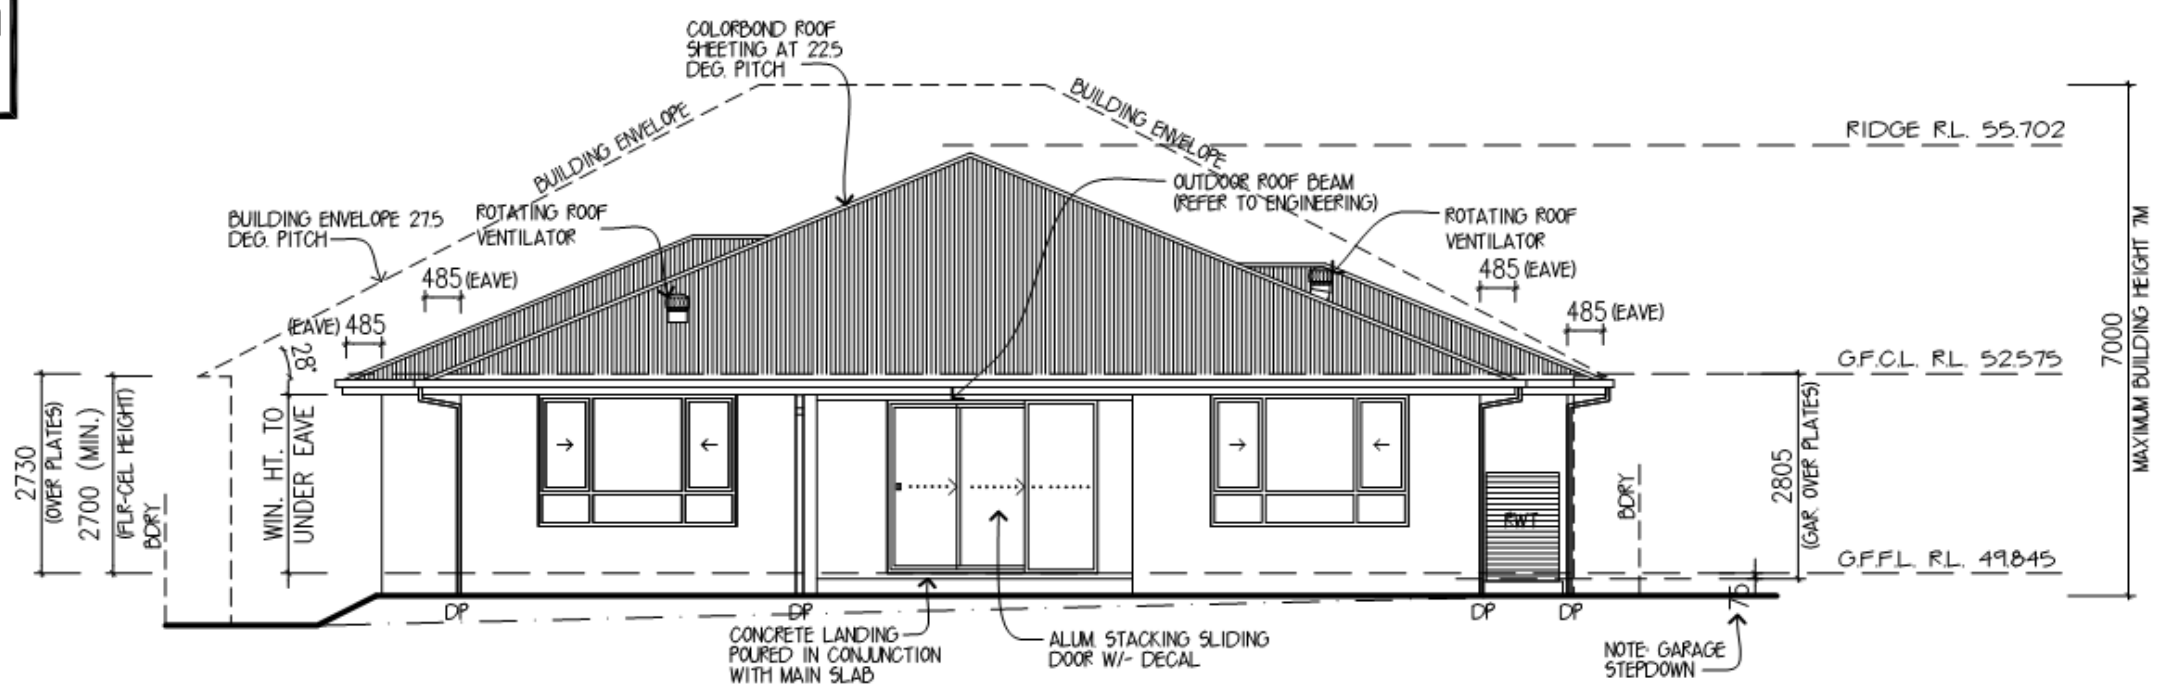 COLORBOND ROOF
SHEETING AT 22.5
DEG. PITCH
BUILDING ENVELOPE
BUILDING ENVELOPE
RIDGE R.L. 55.702
BUILDING ENVELOPE 27.5
DEG. PITCH
ROTATING ROOF
VENTILATOR
OUTDOOR ROOF BEAM
(REFER TO ENGINEERING)
ROTATING ROOF
VENTILATOR
485 (EAVE)
485 (EAVE)
(EAVE) 485
485 (EAVE)
28°
G.F.C.L. R.L. 52.575
7000
MAXIMUM BUILDING HEIGHT 7M
2730
(OVER PLATES)
2700 (MIN.)
(FLR-CEL HEIGHT)
BDRY
WIN. HT. TO
UNDER EAVE
RWT
BDRY
2805
(GAR OVER PLATES)
G.F.F.L. R.L. 49.845
75
DP
DP
DP
DP
CONCRETE LANDING
POURED IN CONJUNCTION
WITH MAIN SLAB
ALUM. STACKING SLIDING
DOOR W/- DECAL
NOTE: GARAGE
STEPDOWN